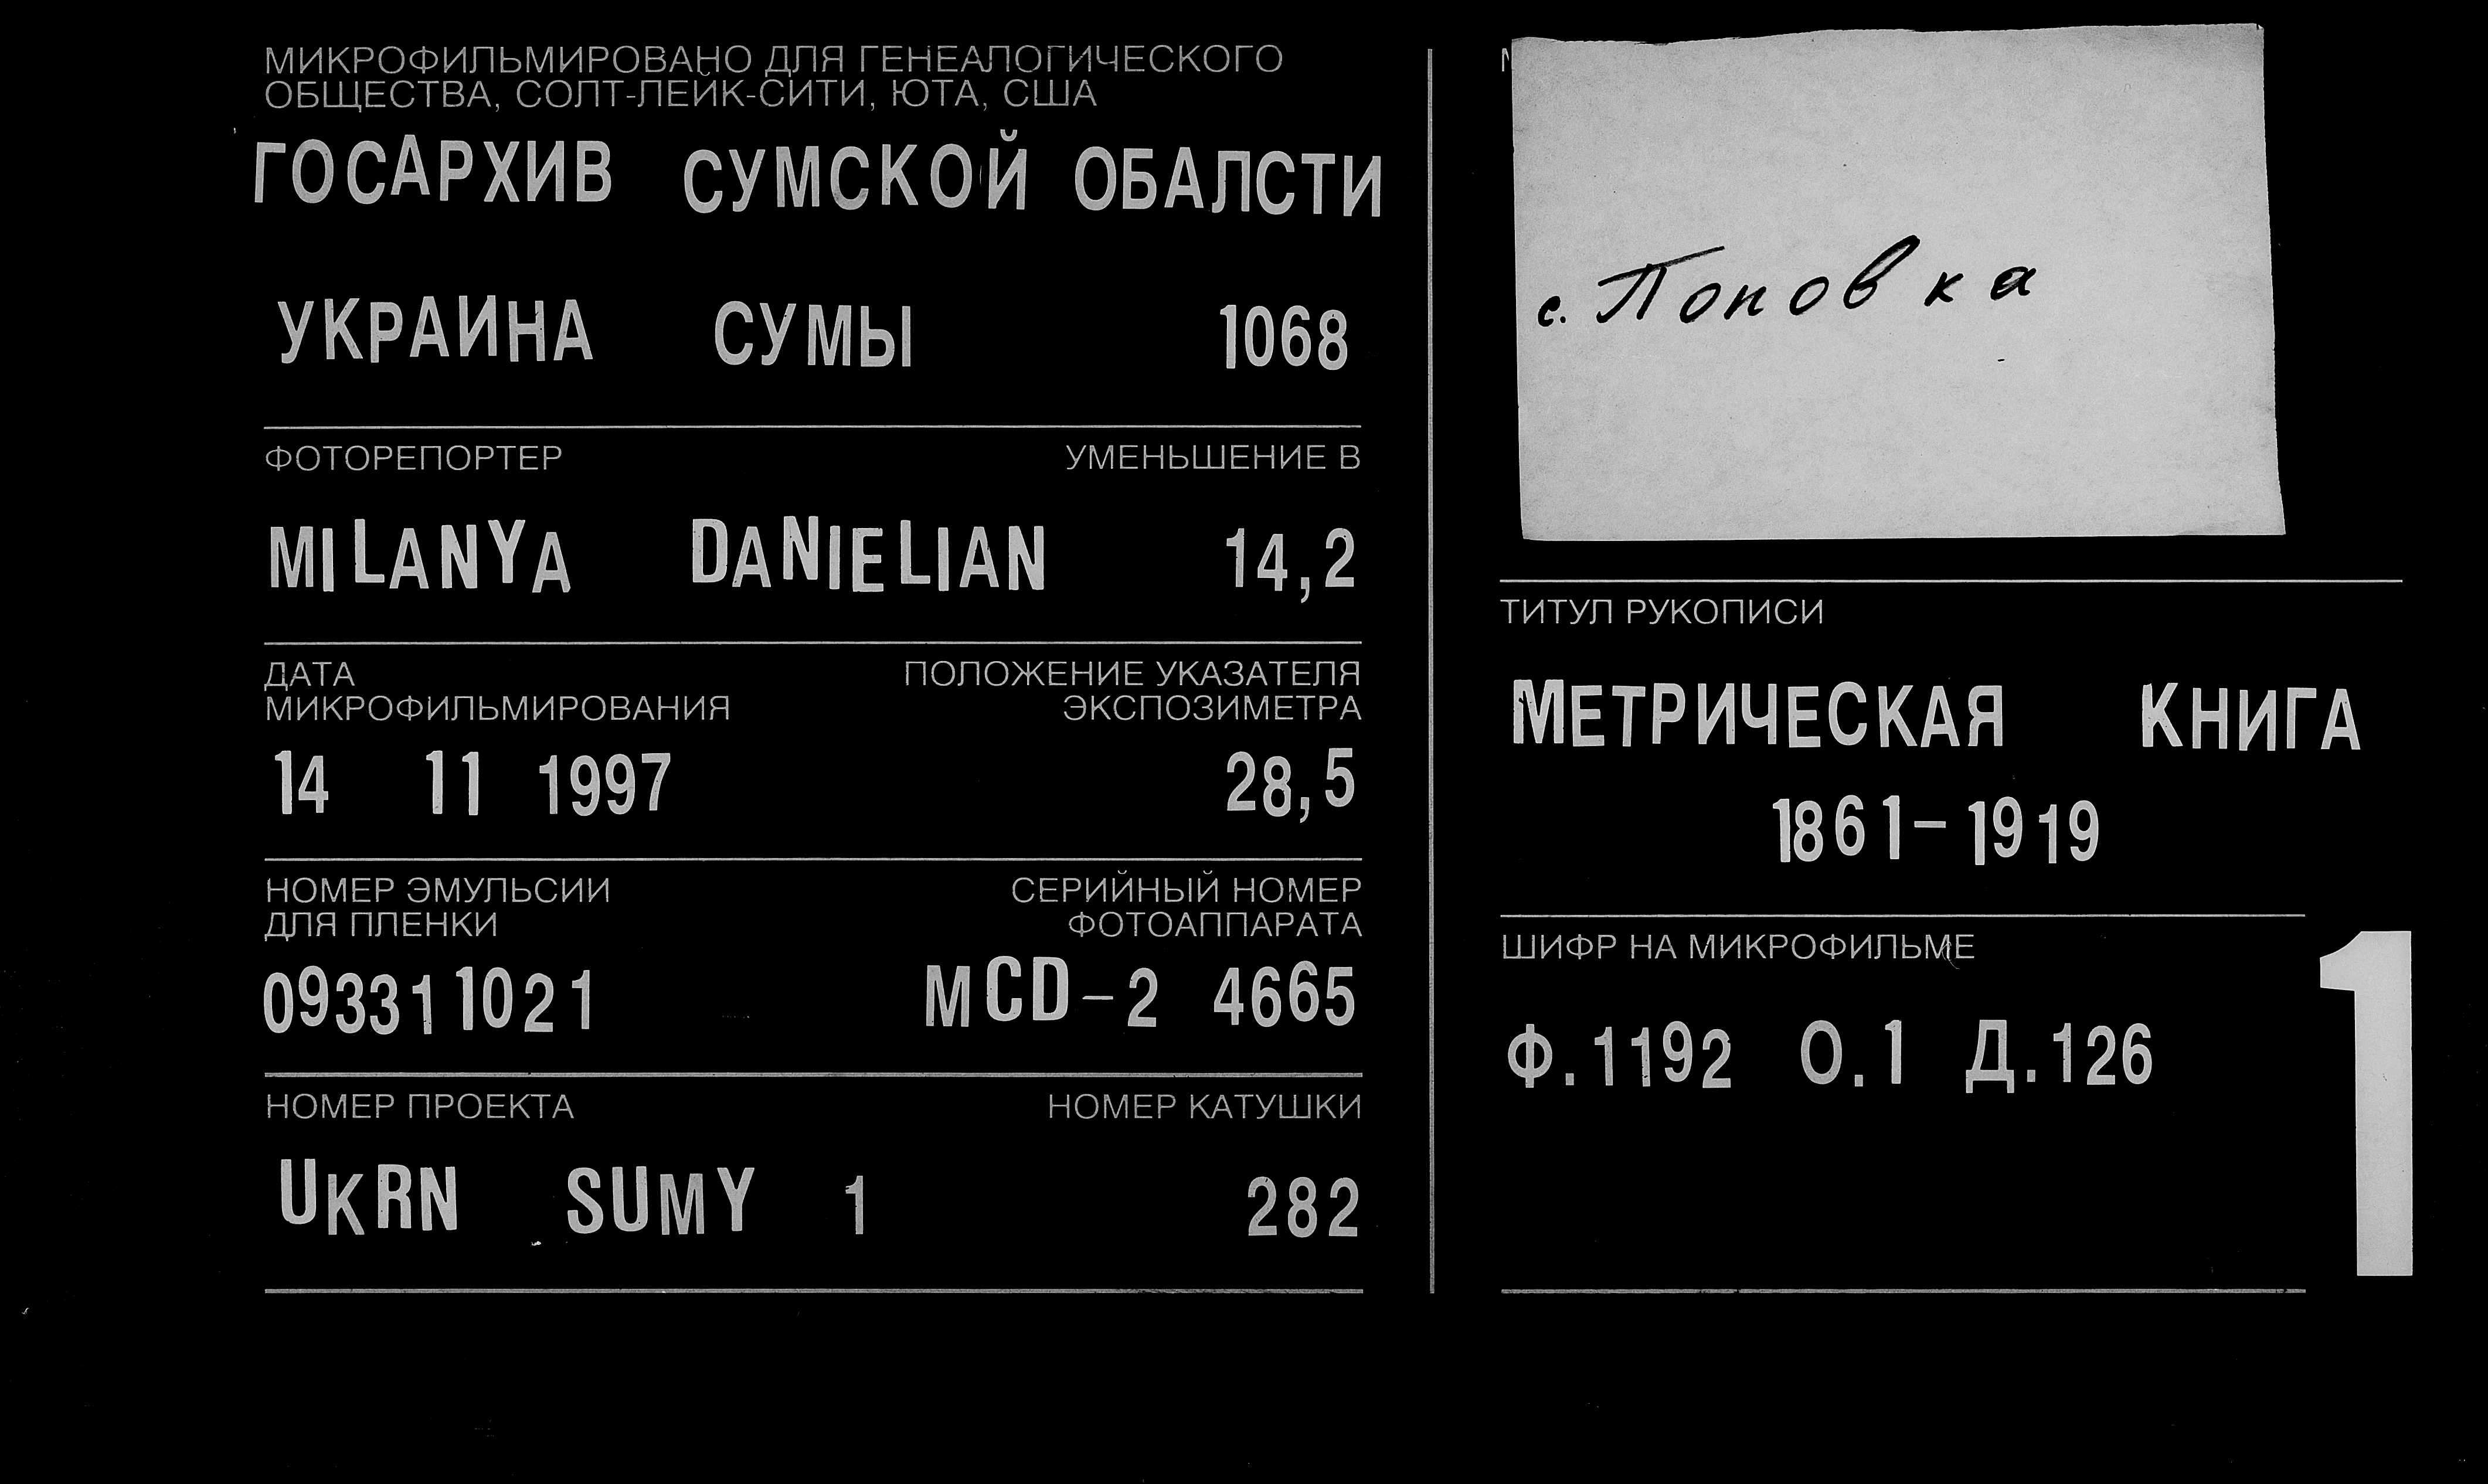 МИКРОФИЛЬМИРОВАНО ДЛЯ ГЕНЕАЛОГИЧЕСКОГО
ОБЩЕСТВА, СОЛТ-ЛЕЙК-СИТИ, ЮТА, США
ГОСАРХИВ СУМСКОЙ ОБАЛСТИ
УКРАИНА СУМЫ 1068
ФОТОРЕПОРТЕР УМЕНЬШЕНИЕ В
MILANYA DANIELIAN 14,2
ДАТА ПОЛОЖЕНИЕ УКАЗАТЕЛЯ
МИКРОФИЛЬМИРОВАНИЯ ЭКСПОЗИМЕТРА
14 11 1997 28,5
НОМЕР ЭМУЛЬСИИ СЕРИЙНЫЙ НОМЕР
ДЛЯ ПЛЕНКИ ФОТОАППАРАТА
093311021 MCD-2 4665
НОМЕР ПРОЕКТА НОМЕР КАТУШКИ
UKRN SUMY 1 282
с. Поповка
ТИТУЛ РУКОПИСИ
МЕТРИЧЕСКАЯ КНИГА
1861-1919
ШИФР НА МИКРОФИЛЬМЕ
Ф.1192 О.1 Д.126
1